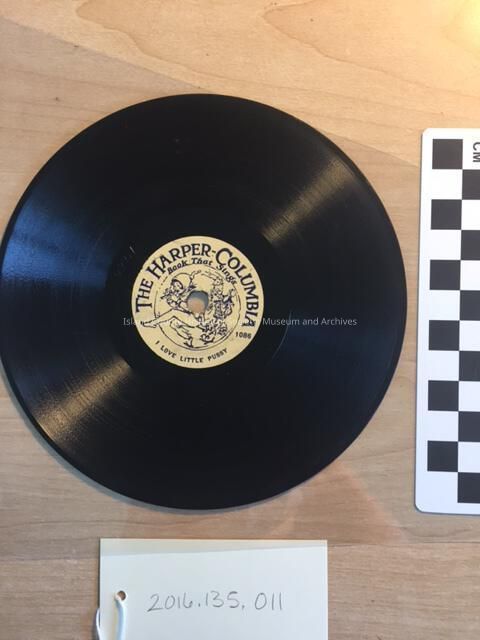 THE HARPER-COLUMBIA
Book That Sings
1086
I LOVE LITTLE PUSSY
Museum and Archives
CM
2016.135.011